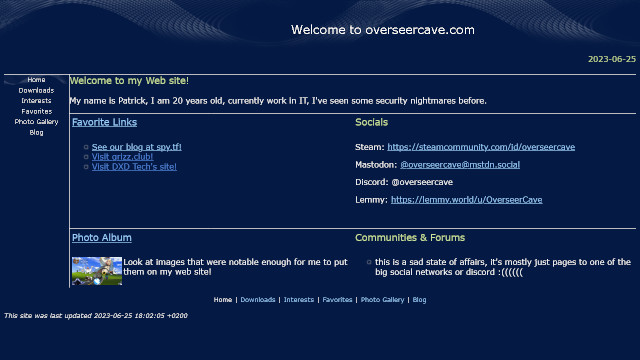 Welcome to overseercave.com
2023-06-25
Home
Downloads
Interests
Favorites
Photo Gallery
Blog
Welcome to my Web site!
My name is Patrick, I am 20 years old, currently work in IT, I've seen some security nightmares before.
Favorite Links
See our blog at spy.tf!
Visit grizz.club!
Visit DXD Tech's site!
Socials
Steam: https://steamcommunity.com/id/overseercave
Mastodon: @overseercave@mstdn.social
Discord: @overseercave
Lemmy: https://lemmy.world/u/OverseerCave
Photo Album
Look at images that were notable enough for me to put
them on my web site!
Communities & Forums
this is a sad state of affairs, it's mostly just pages to one of the
big social networks or discord :((((((
Home | Downloads | Interests | Favorites | Photo Gallery | Blog
This site was last updated 2023-06-25 18:02:05 +0200